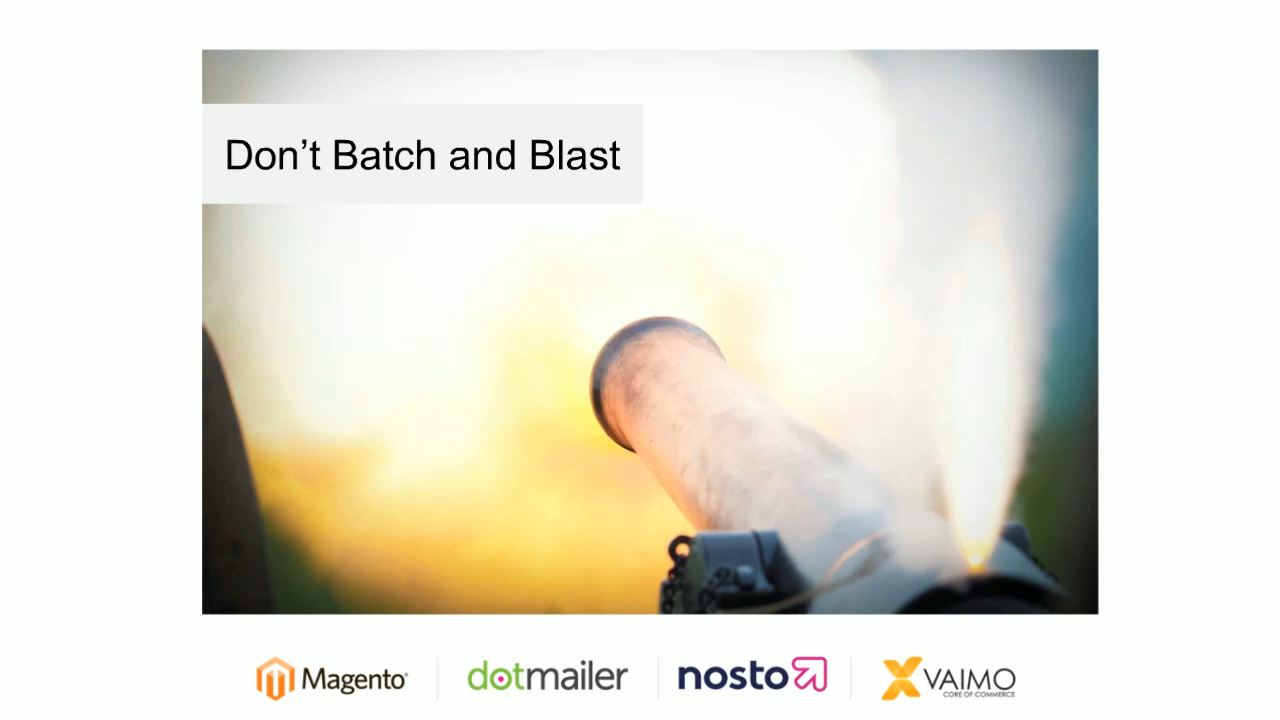 Don’t Batch and Blast
Magento®
dotmailer
nosto
VAIMO
CORE OF COMMERCE